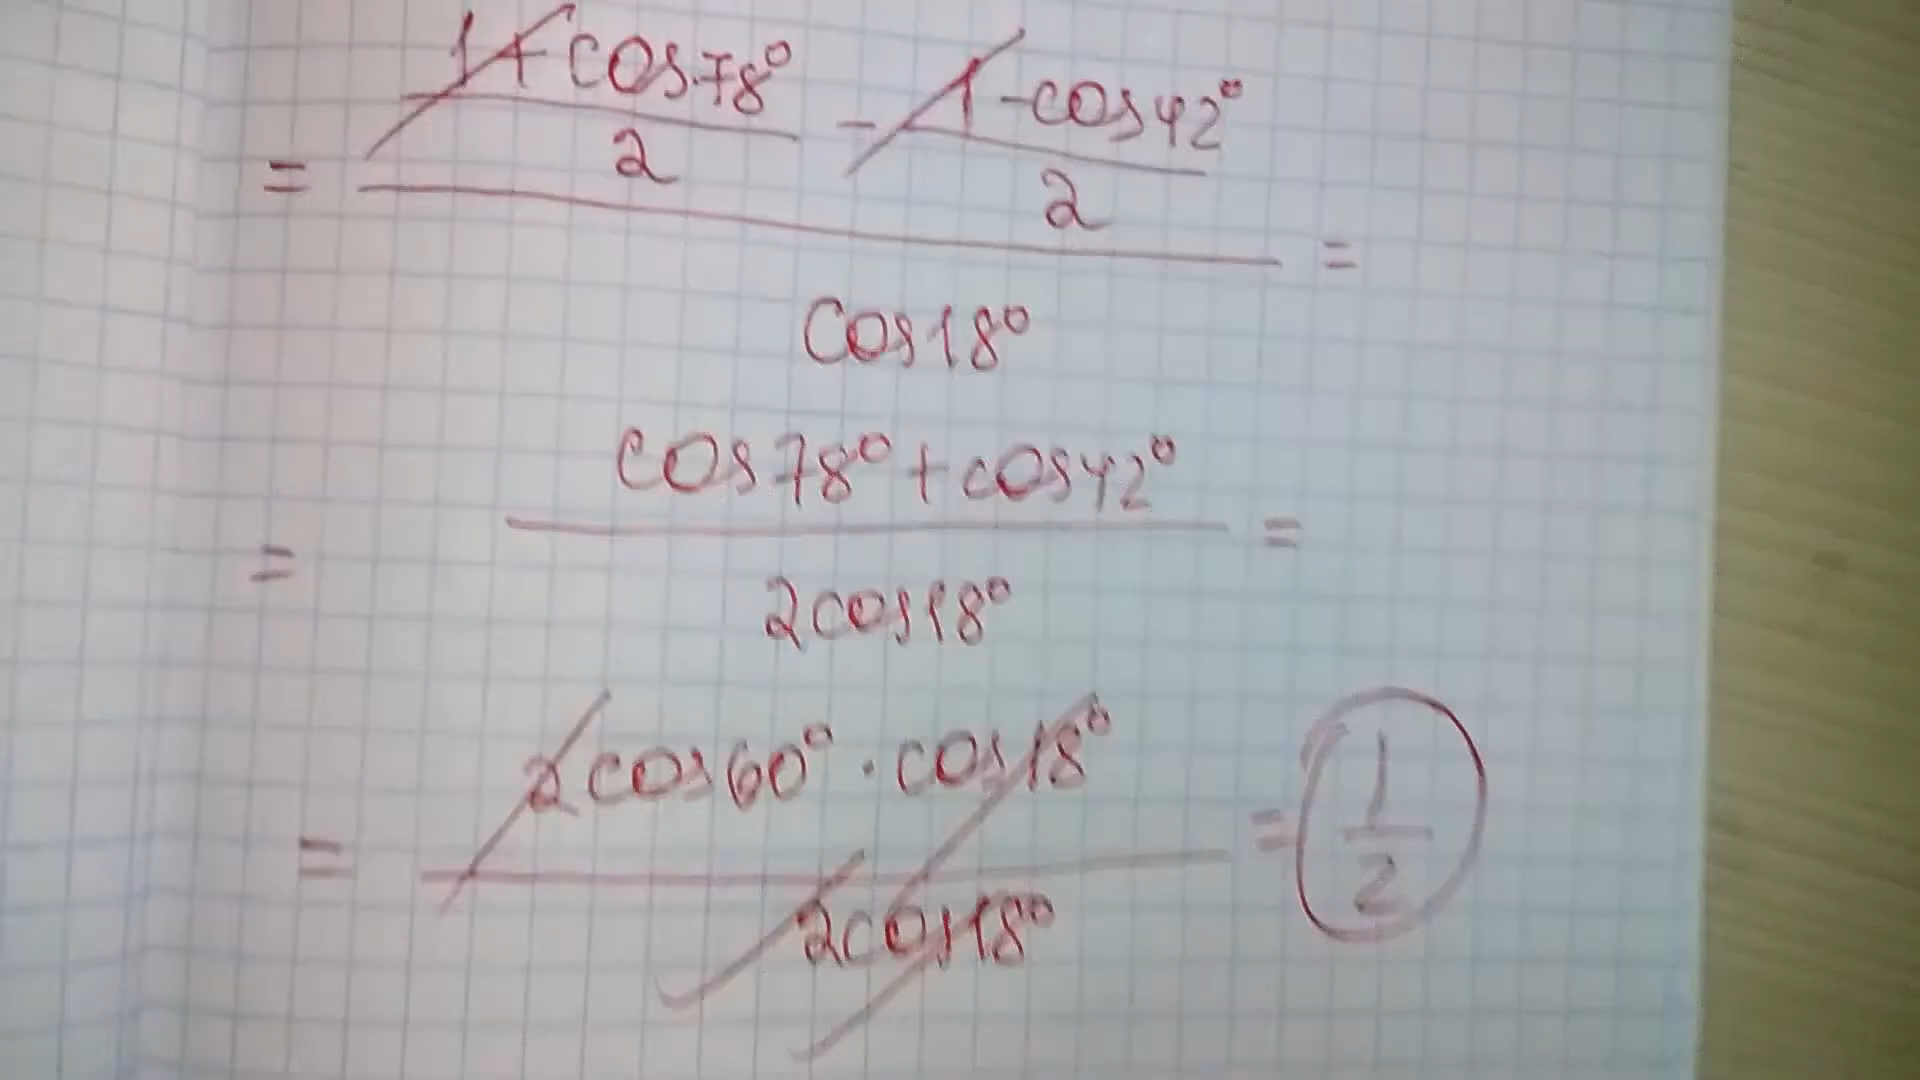 = (1+cos78°)/2 - (1-cos42°)/2 =
cos18°
= cos78°+cos42° =
2cos18°
= 2cos60°·cos18° = 1/2
2cos18°